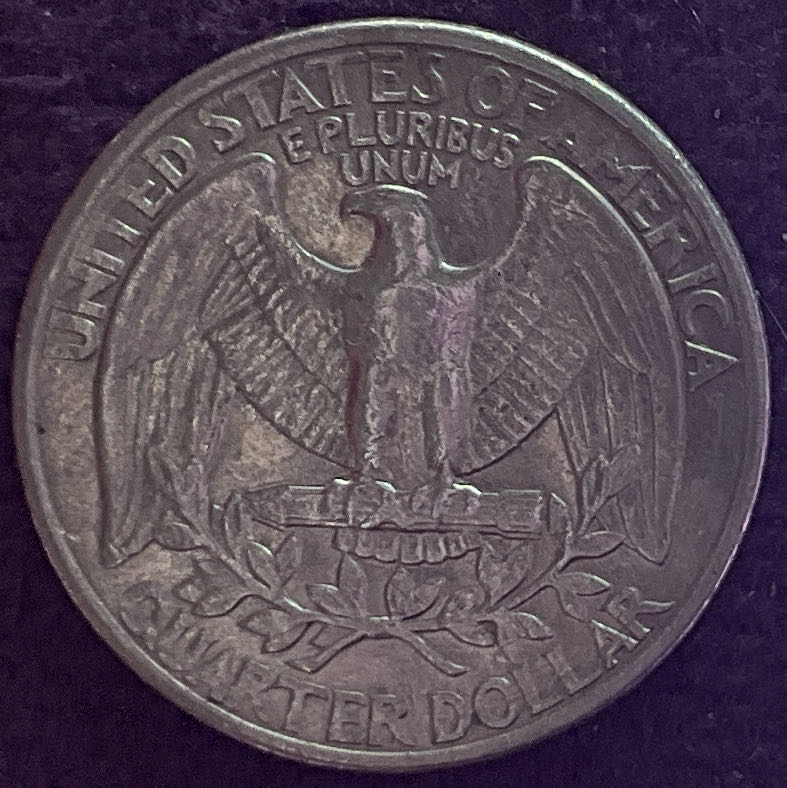 UNITED STATES OF AMERICA
E PLURIBUS
UNUM
QUARTER DOLLAR